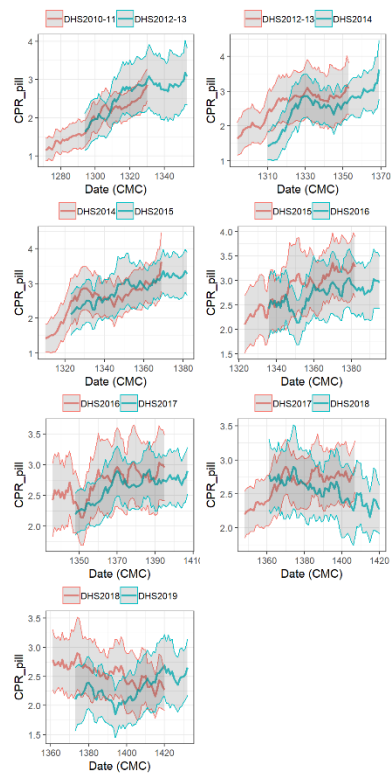 DHS2010-11 DHS2012-13 DHS2012-13 DHS2014
CPR_pill CPR_pill
4 4
3 3
2 2
1 1
1280 1300 1320 1340 1310 1330 1350 1369
Date (CMC) Date (CMC)
DHS2014 DHS2015 DHS2015 DHS2016
CPR_pill CPR_pill
4 4.0
3.5
3 3.0
2 2.5
2.0
1 1.5
1320 1340 1360 1380 1323 1340 1360 1380
Date (CMC) Date (CMC)
DHS2016 DHS2017 DHS2017 DHS2018
CPR_pill CPR_pill
3.5 3.5
3.0 3.0
2.5 2.5
2.0 2.0
1350 1370 1390 1410 1360 1380 1400 1420
Date (CMC) Date (CMC)
DHS2018 DHS2019
CPR_pill
3.5
3.0
2.5
2.0
1.5
1361 1380 1400 1420
Date (CMC)